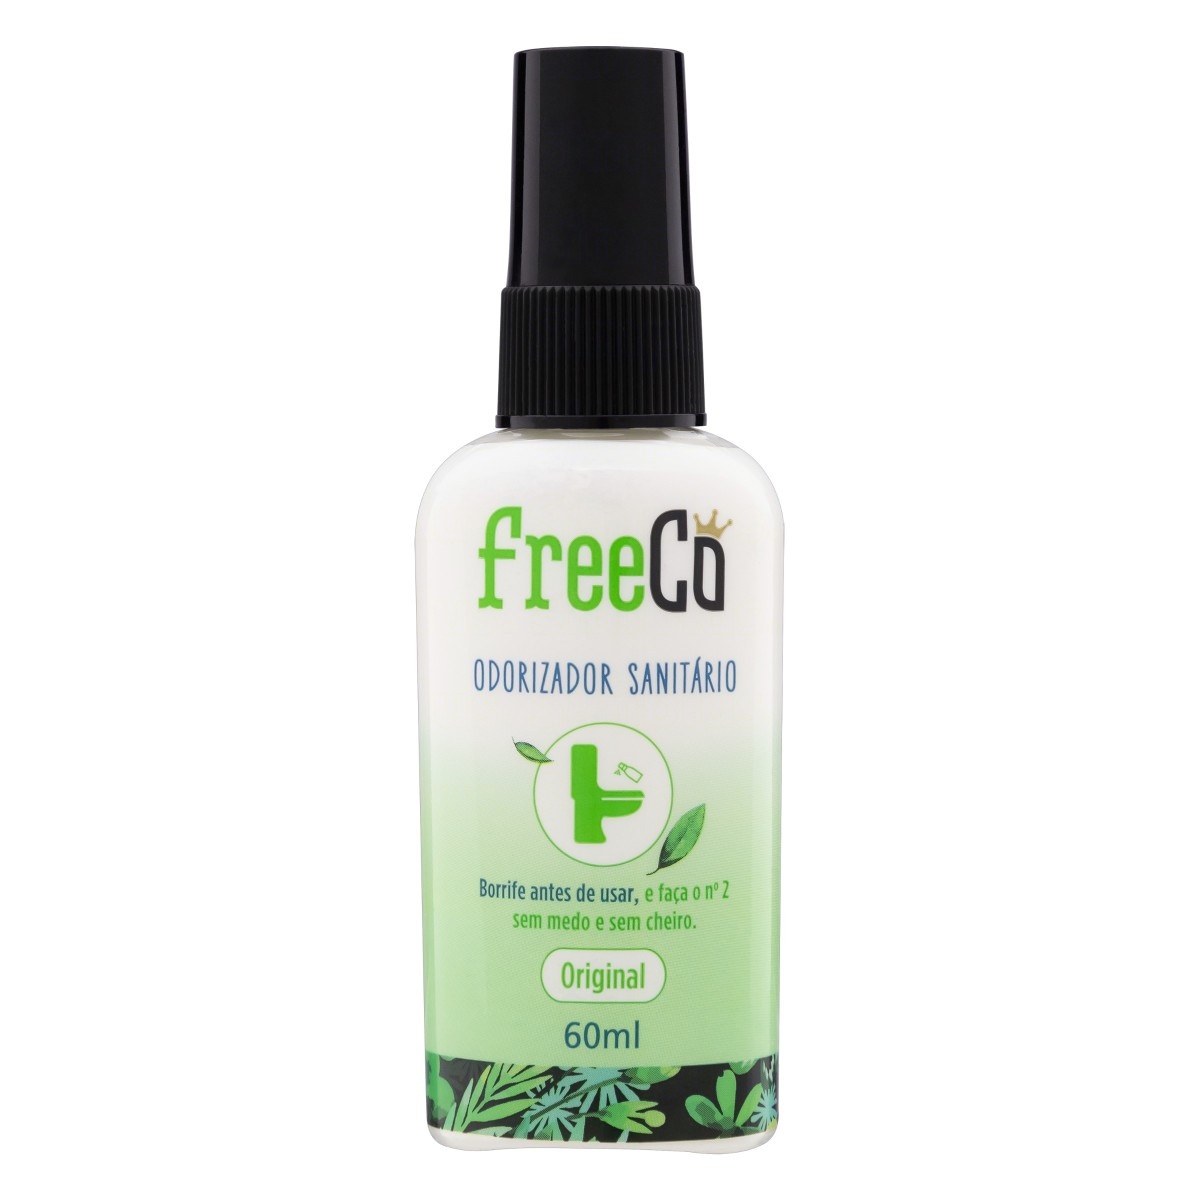 freeCô
ODORIZADOR SANITÁRIO
Borrife antes de usar, e faça o nº 2
sem medo e sem cheiro.
Original
60ml